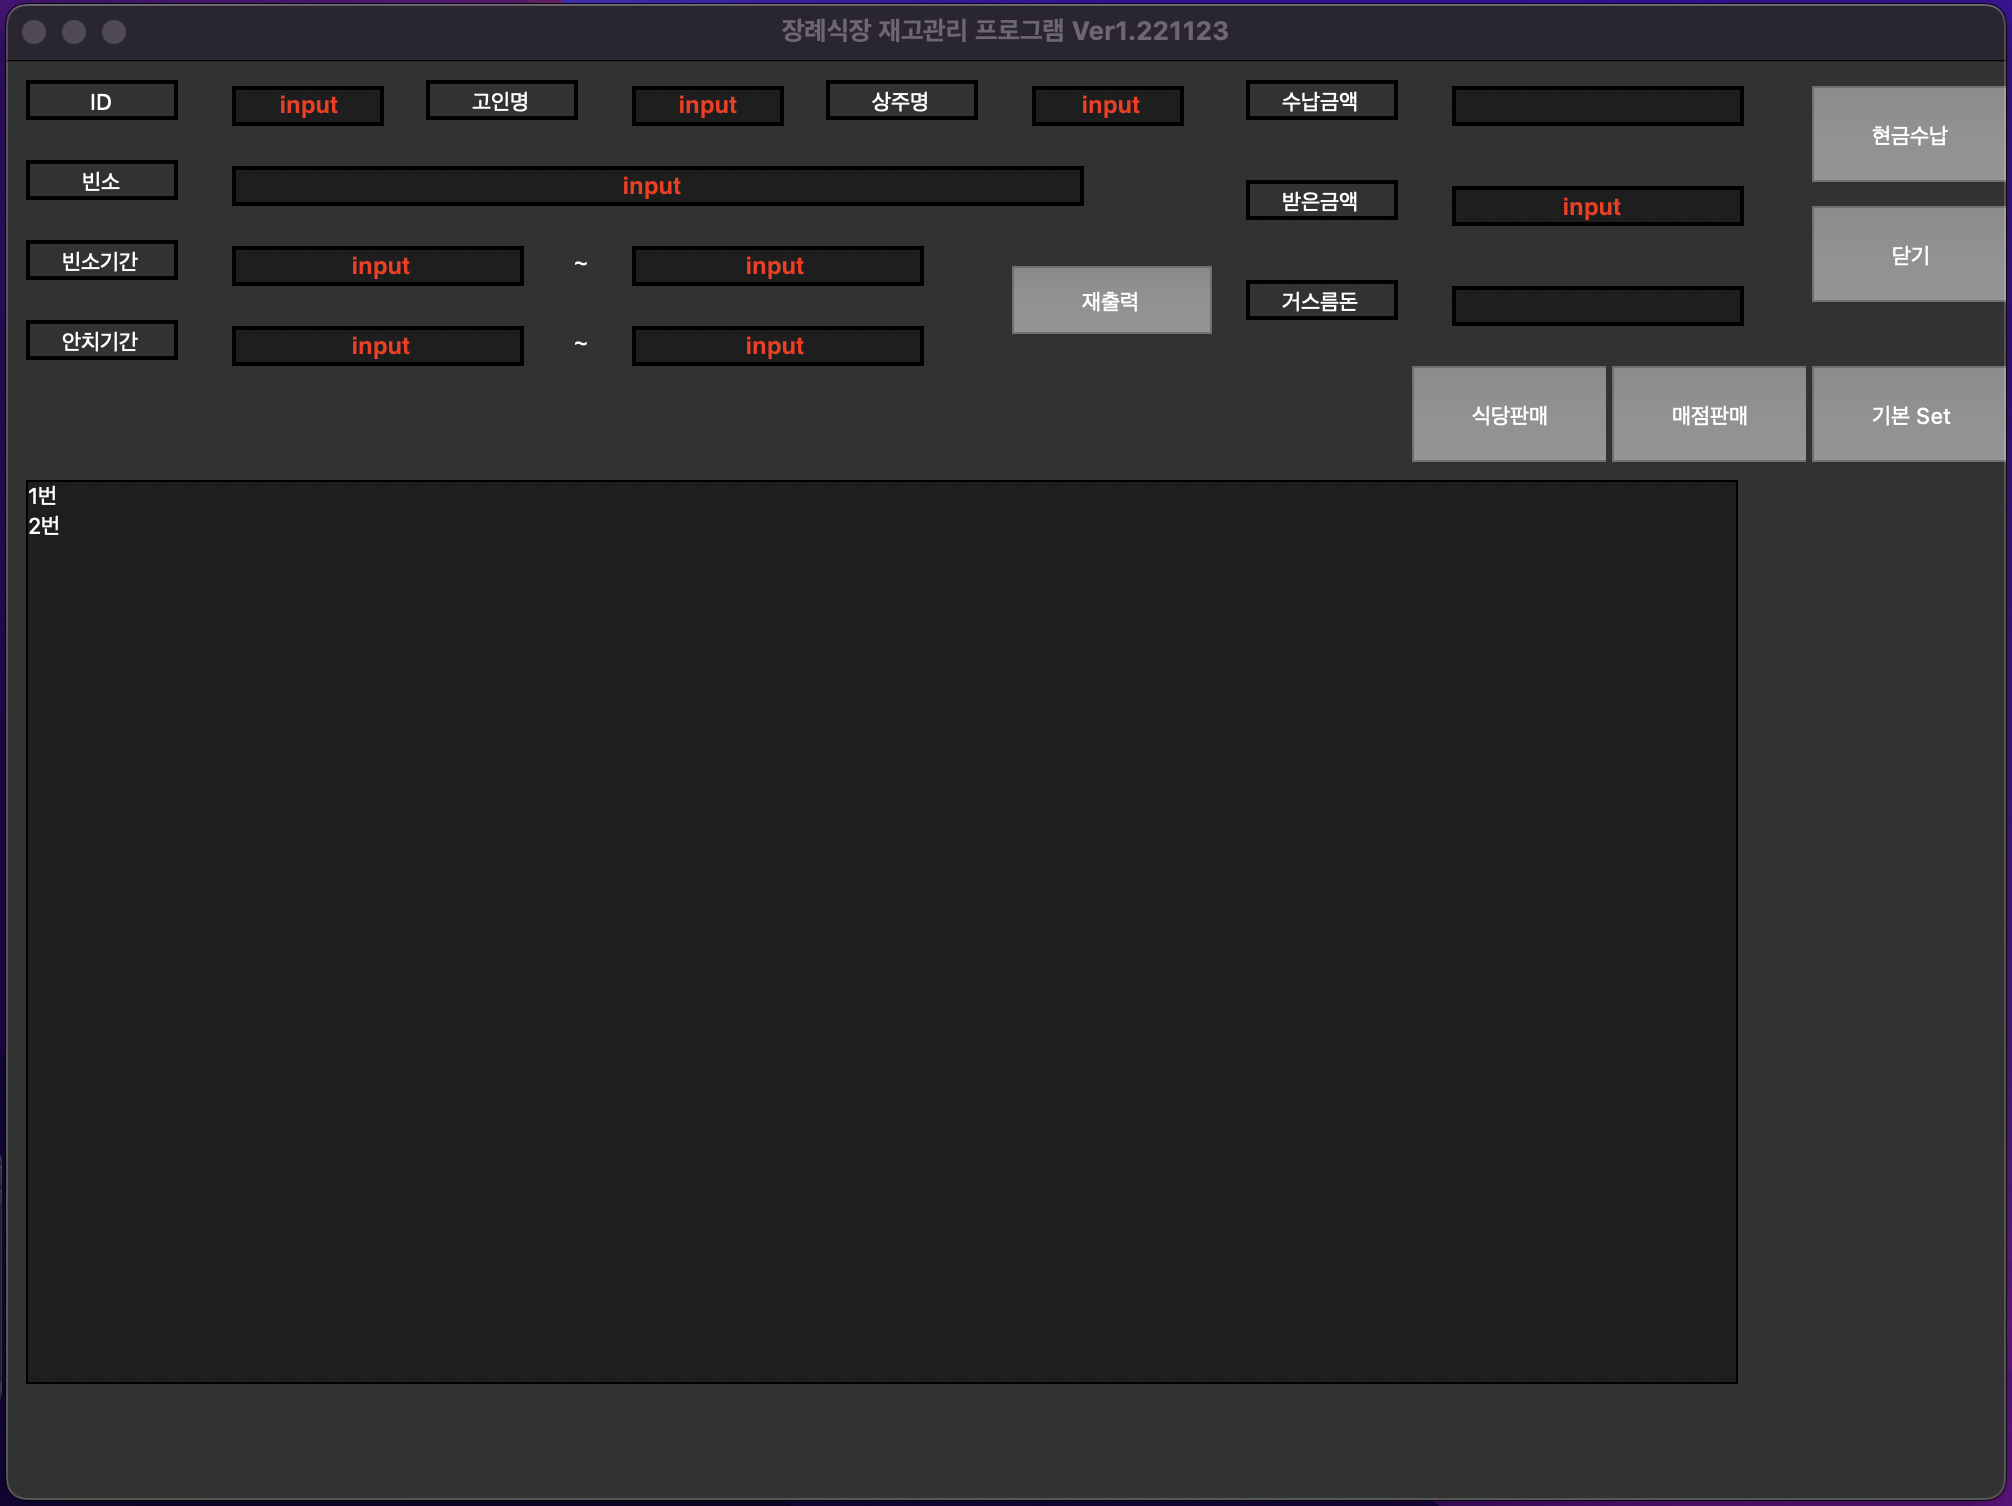 장례식장 재고관리 프로그램 Ver1.221123
ID input 고인명 input 상주명 input 수납금액
현금수납
빈소 input
받은금액 input
닫기
빈소기간 input ~ input
재출력 거스름돈
안치기간 input ~ input
식당판매 매점판매 기본 Set
1번
2번